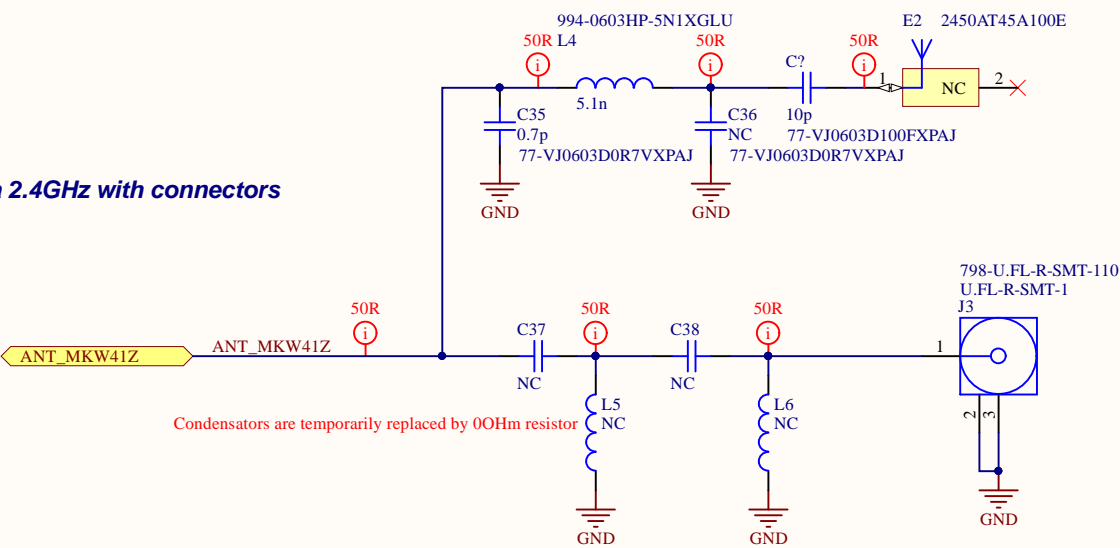 994-0603HP-5N1XGLU
E2 2450AT45A100E
50R
L4
50R
50R
i
i
i
C?
1
NC
2
5.1n
C35
0.7p
77-VJ0603D0R7VXPAJ
C36
NC
77-VJ0603D0R7VXPAJ
10p
77-VJ0603D100FXPAJ
2.4GHz with connectors
GND
GND
798-U.FL-R-SMT-110
U.FL-R-SMT-1
J3
50R
50R
50R
i
i
i
C37
C38
ANT_MKW41Z
ANT_MKW41Z
1
NC
NC
L5
NC
L6
NC
2
3
Condensators are temporarily replaced by 0OHm resistor
GND
GND
GND